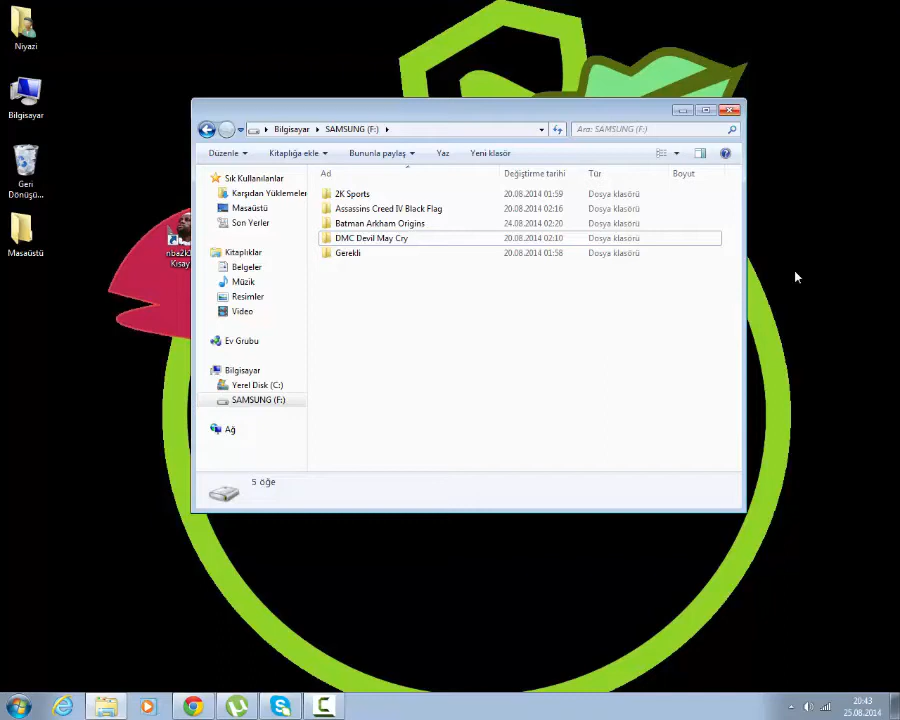 Niyazi
Bilgisayar
Geri
Dönüşü...
Masaüstü
nba2k
Kısay
Bilgisayar
SAMSUNG (F:)
Ara: SAMSUNG (F:)
Düzenle
Kitaplığa ekle
Bununla paylaş
Yaz
Yeni klasör
Ad
Değiştirme tarihi
Tür
Boyut
2K Sports 20.08.2014 01:59 Dosya klasörü
Assassins Creed IV Black Flag 20.08.2014 02:16 Dosya klasörü
Batman Arkham Origins 24.08.2014 02:20 Dosya klasörü
DMC Devil May Cry 20.08.2014 02:10 Dosya klasörü
Gerekli 20.08.2014 01:58 Dosya klasörü
Sık Kullanılanlar
Karşıdan Yüklemeler
Masaüstü
Son Yerler
Kitaplıklar
Belgeler
Müzik
Resimler
Video
Ev Grubu
Bilgisayar
Yerel Disk (C:)
SAMSUNG (F:)
Ağ
5 öğe
20:43
25.08.2014